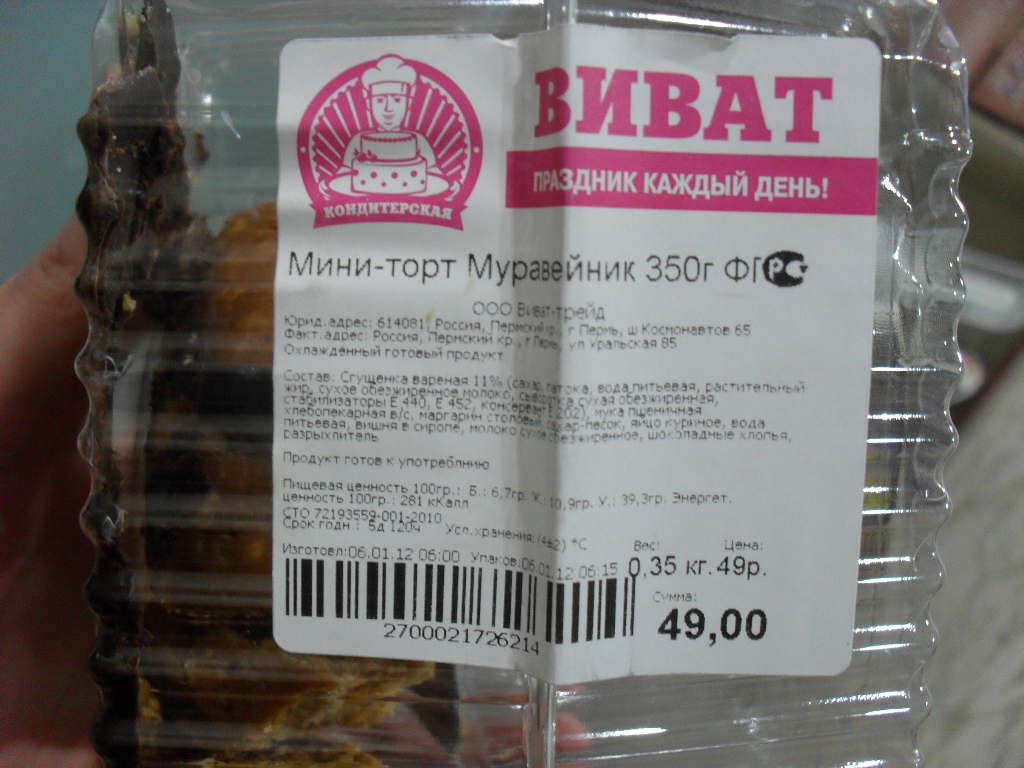 ВИВАТ
ПРАЗДНИК КАЖДЫЙ ДЕНЬ!
КОНДИТЕРСКАЯ
Мини-торт Муравейник 350г ФГ РС
ООО Виват-трейд
Юрид.адрес: 614081, Россия, Пермский кр., г Пермь, ш Космонавтов 65
Факт.адрес: Россия, Пермский кр., г Пермь, ул Уральская 85
Охлаждённый готовый продукт
Состав: Сгущенка вареная 11% (сахар, патока, вода питьевая, растительный
жир, сухое обезжиренное молоко, сыворотка сухая обезжиренная,
стабилизаторы Е 440, Е 452, консервант Е 202), мука пшеничная
хлебопекарная в/с, маргарин столовый, сахар-песок, яйцо куриное, вода
питьевая, вишня в сиропе, молоко сухое обезжиренное, шоколадные хлопья,
разрыхлитель
Продукт готов к употреблнию
Пищевая ценность 100гр.: Б.: 6,7гр. Ж.: 10,9гр. У.: 39,3гр. Энергет.
ценность 100гр.: 281 кКалл
СТО 72193559-001-2010
Срок годн : 5д 120ч Усл.хранения: (4±2) °С
Изготовл:06.01.12 06:00 Упаков:06.01.12 06:15
Вес: Цена:
0,35 кг. 49р.
Сумма:
49,00
2700021726214